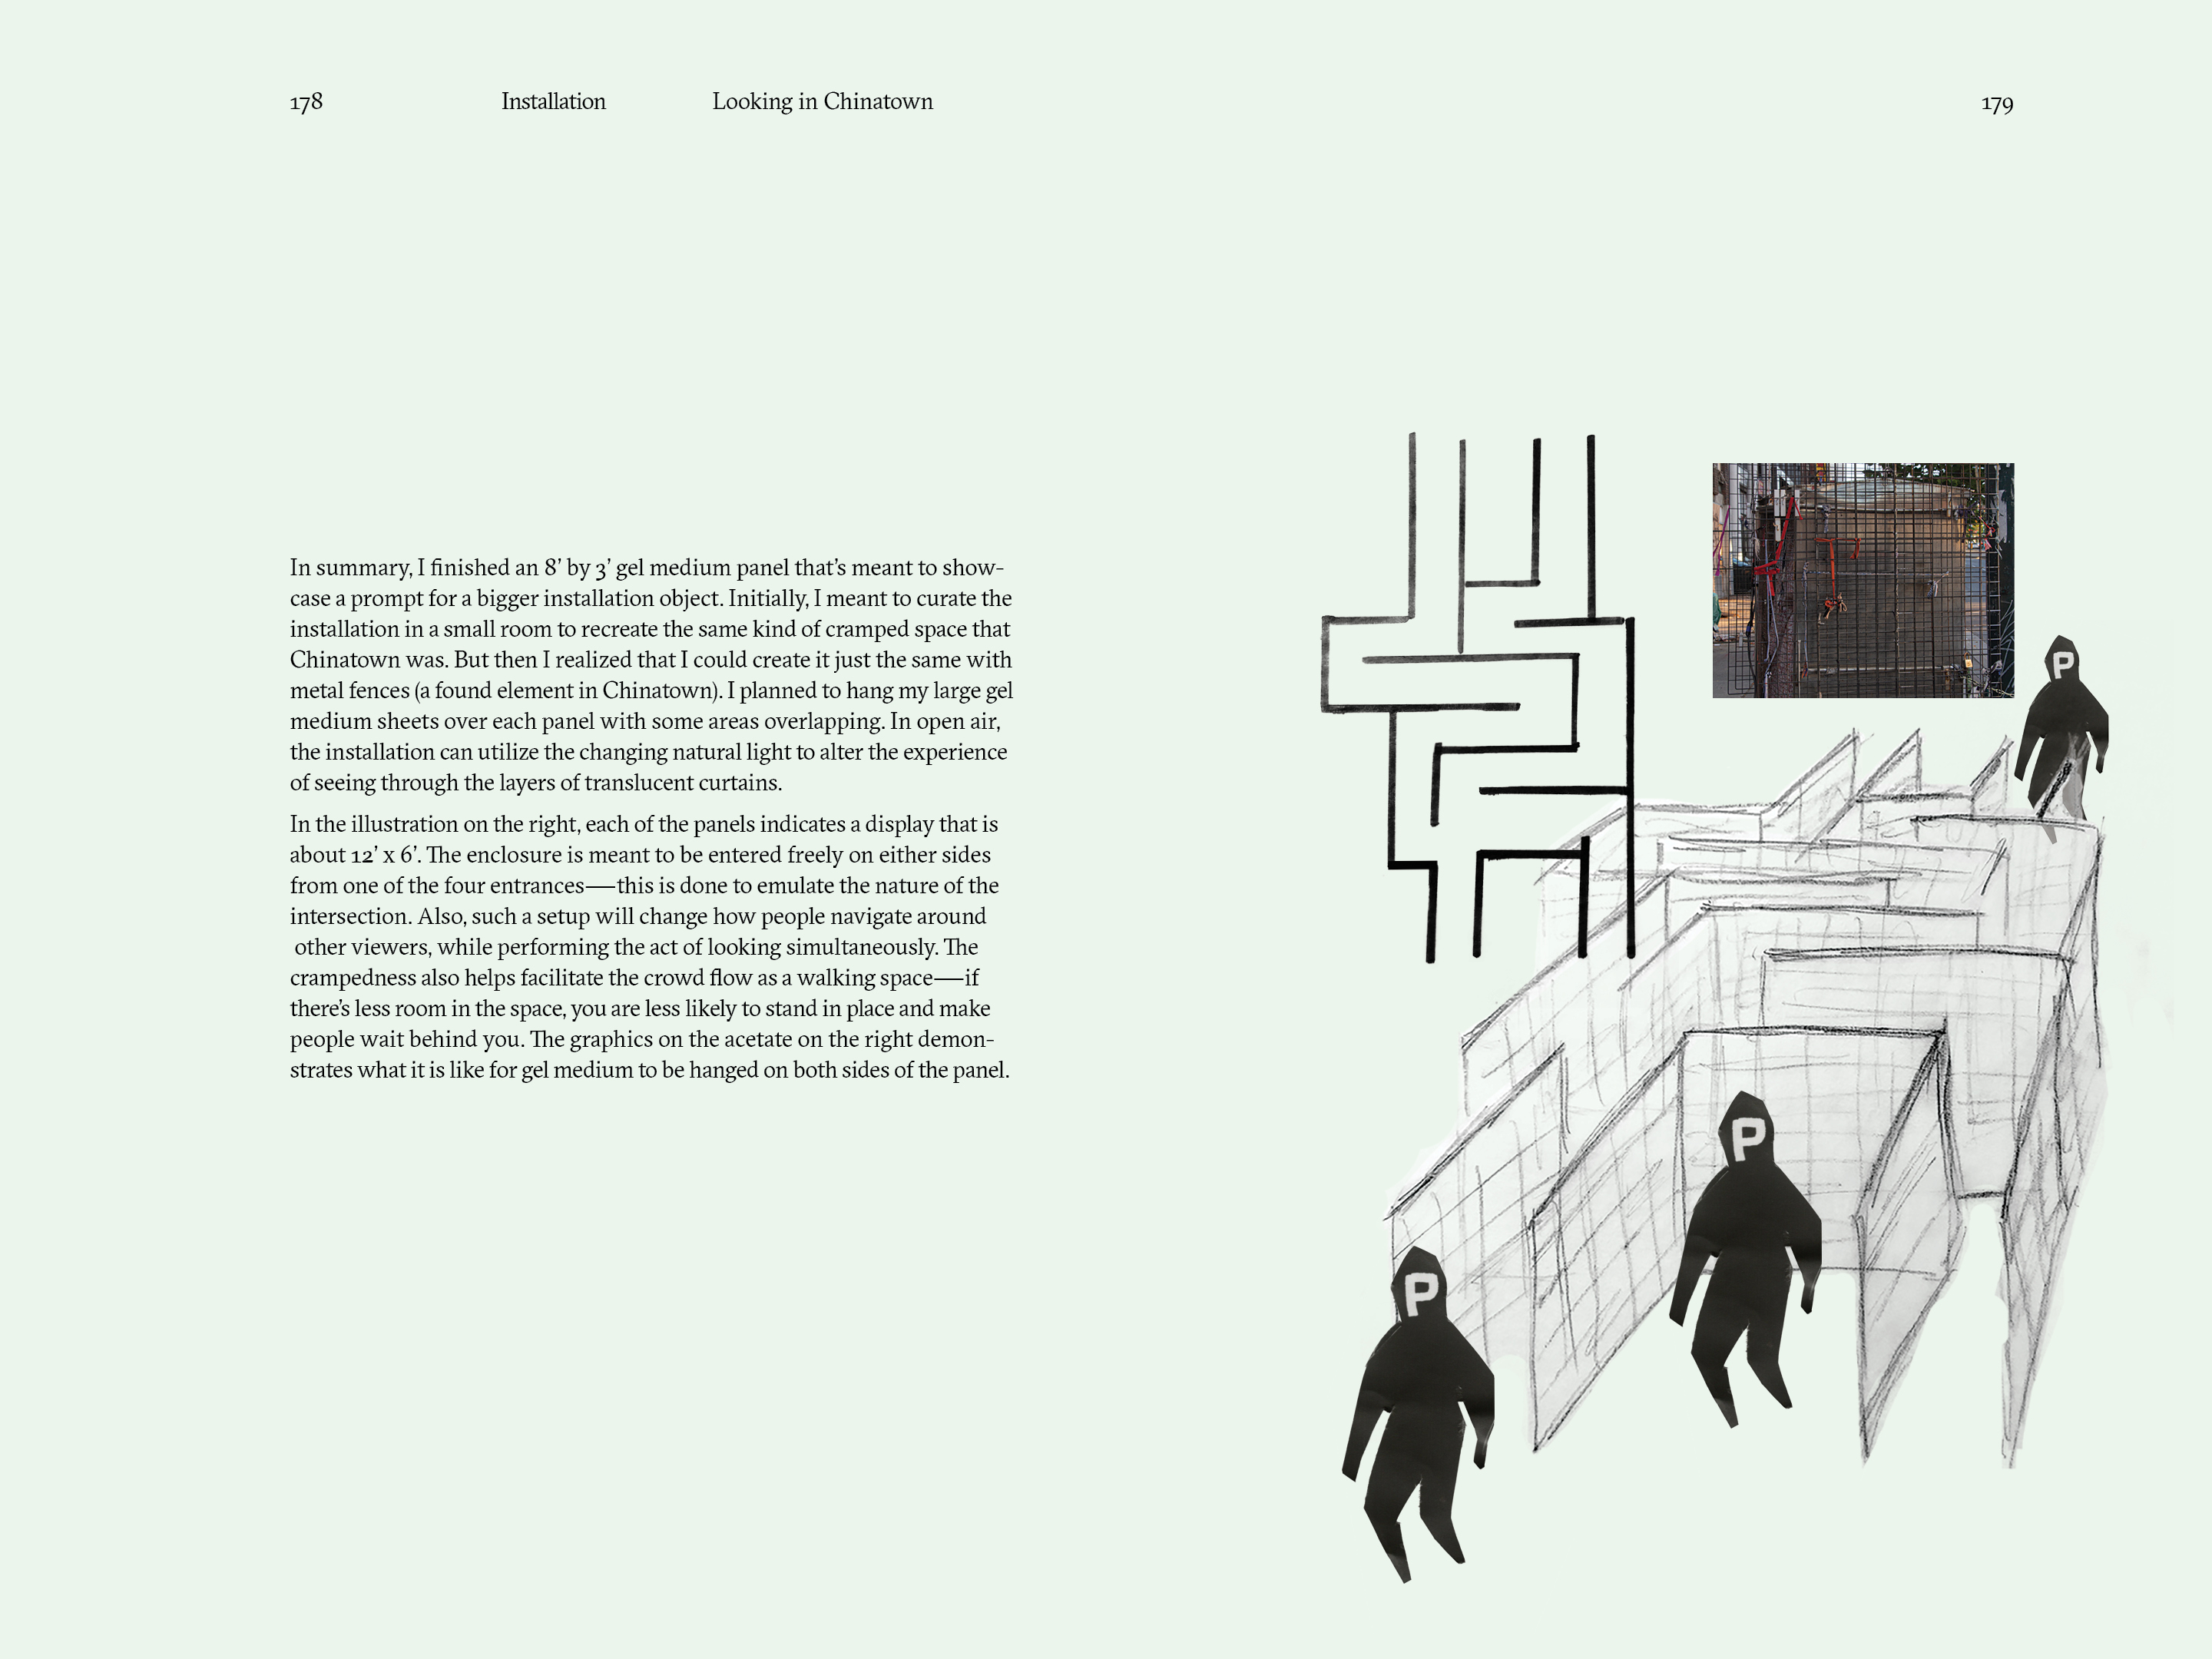 178 Installation Looking in Chinatown 179
In summary, I finished an 8’ by 3’ gel medium panel that’s meant to show-
case a prompt for a bigger installation object. Initially, I meant to curate the
installation in a small room to recreate the same kind of cramped space that
Chinatown was. But then I realized that I could create it just the same with
metal fences (a found element in Chinatown). I planned to hang my large gel
medium sheets over each panel with some areas overlapping. In open air,
the installation can utilize the changing natural light to alter the experience
of seeing through the layers of translucent curtains.
In the illustration on the right, each of the panels indicates a display that is
about 12’ x 6’. The enclosure is meant to be entered freely on either sides
from one of the four entrances—this is done to emulate the nature of the
intersection. Also, such a setup will change how people navigate around
other viewers, while performing the act of looking simultaneously. The
crampedness also helps facilitate the crowd flow as a walking space—if
there’s less room in the space, you are less likely to stand in place and make
people wait behind you. The graphics on the acetate on the right demon-
strates what it is like for gel medium to be hanged on both sides of the panel.
P
P
P